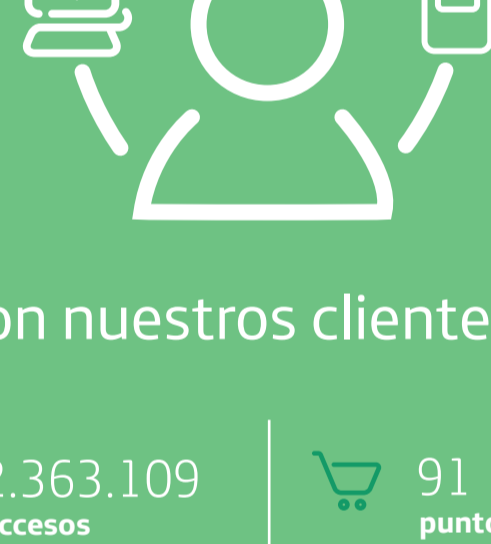 on nuestros cliente
2.363.109
91
ccesos
punto